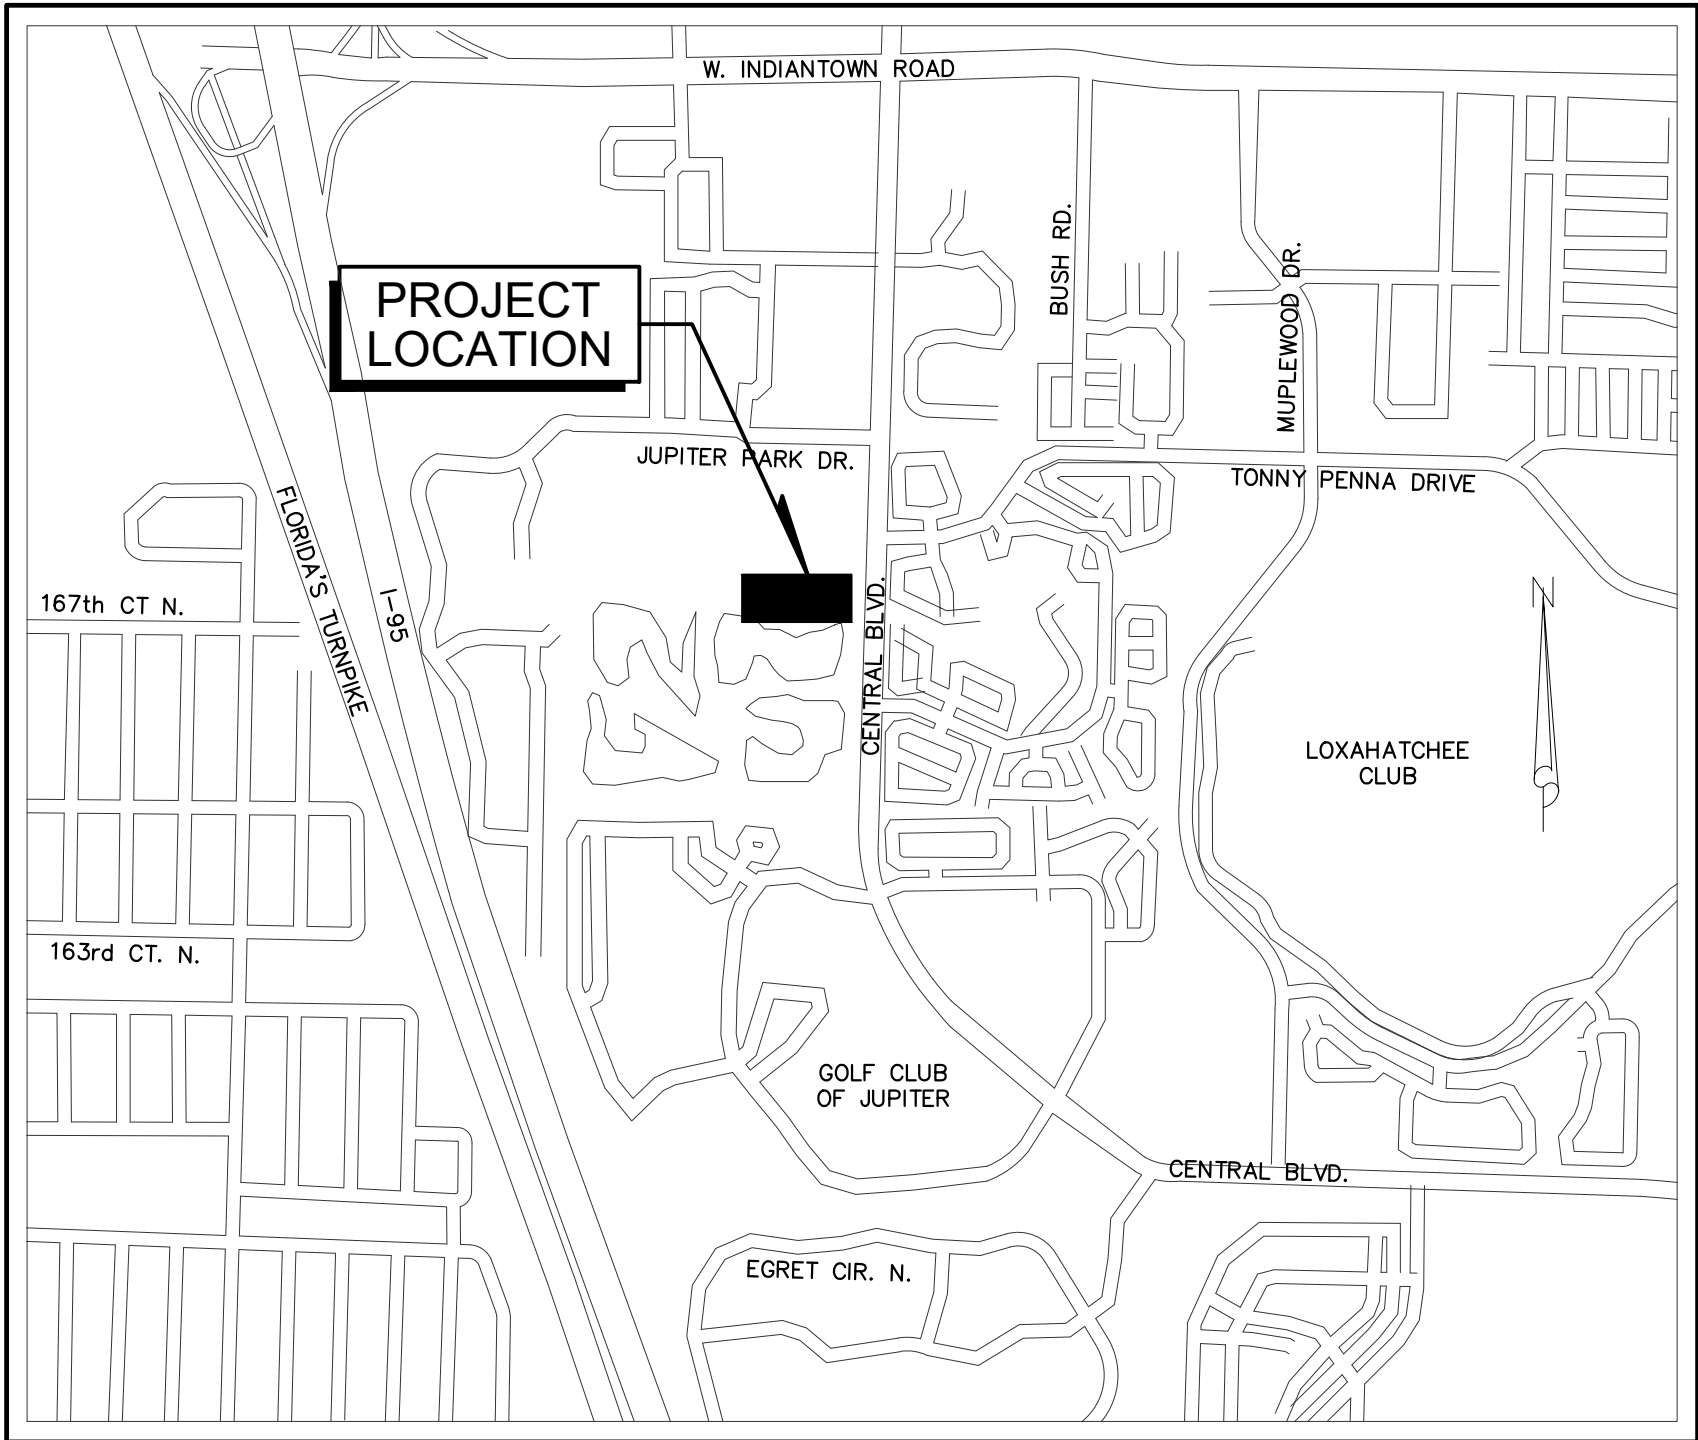 W. INDIANTOWN ROAD
BUSH RD.
MUPLEWOOD DR.
PROJECT
LOCATION
JUPITER PARK DR.
TONNY PENNA DRIVE
FLORIDA'S TURNPIKE
I-95
167th CT N.
CENTRAL BLVD.
N
LOXAHATCHEE
CLUB
163rd CT. N.
GOLF CLUB
OF JUPITER
CENTRAL BLVD.
EGRET CIR. N.